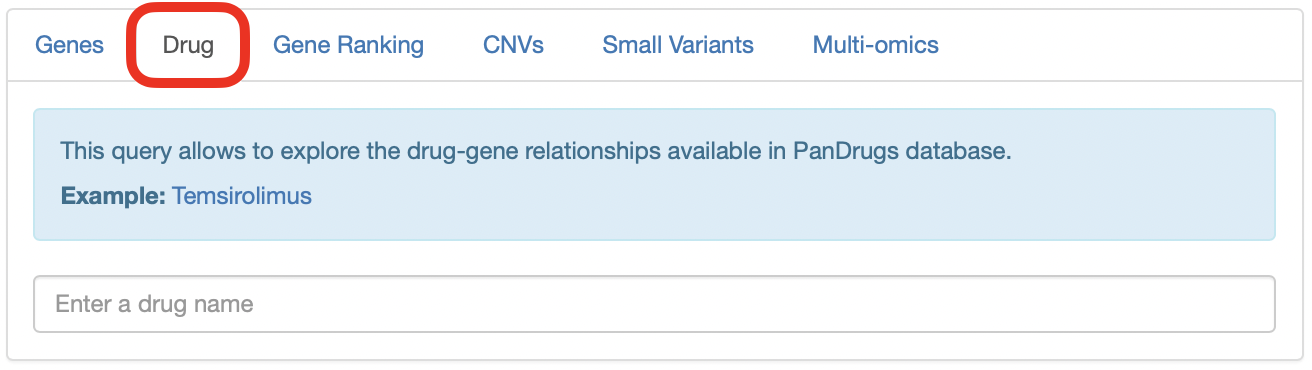 Genes Drug Gene Ranking CNVs Small Variants Multi-omics
This query allows to explore the drug-gene relationships available in PanDrugs database.
Example: Temsirolimus
Enter a drug name